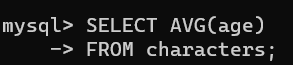 mysql> SELECT AVG(age)
-> FROM characters;